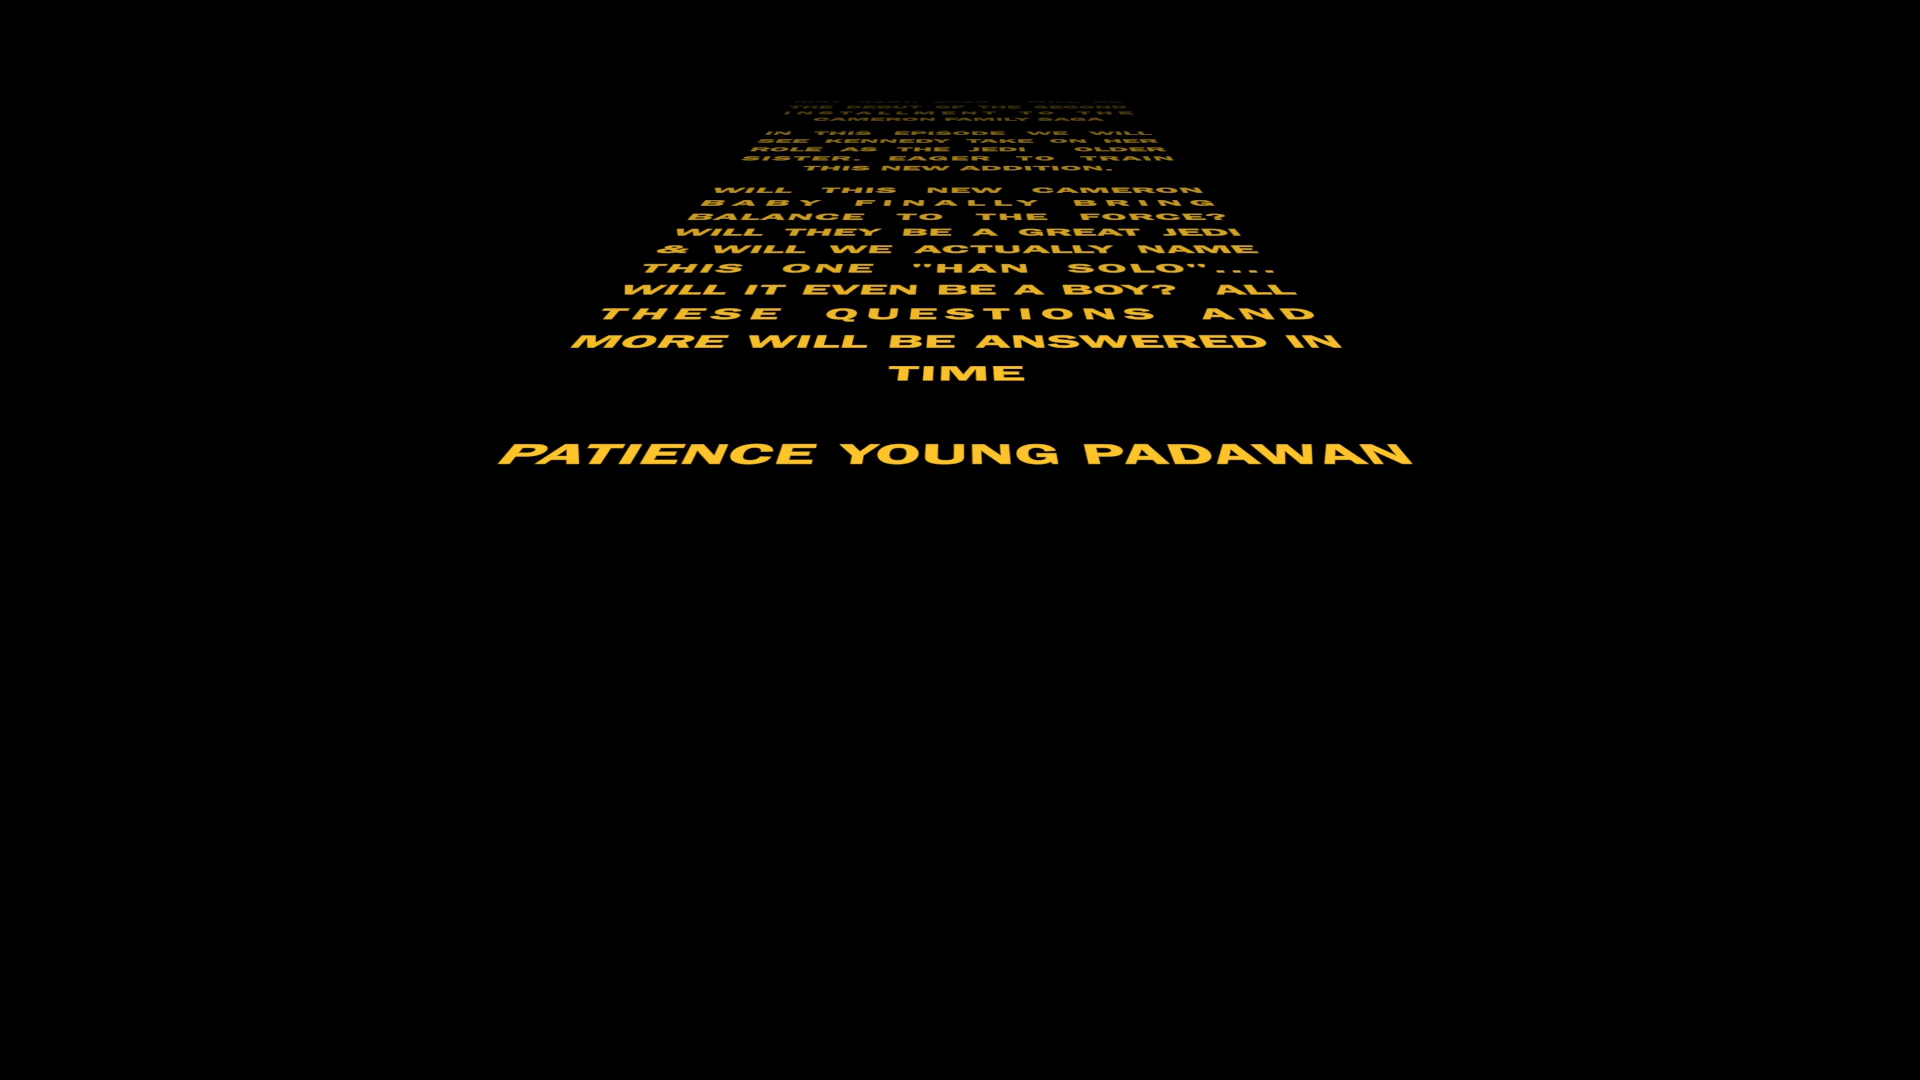 THE DEBUT OF THE SECOND
INSTALLMENT TO THE
CAMERON FAMILY SAGA
IN THIS EPISODE WE WILL
SEE KENNEDY TAKE ON HER
ROLE AS THE JEDI OLDER
SISTER. EAGER TO TRAIN
THIS NEW ADDITION.
WILL THIS NEW CAMERON
BABY FINALLY BRING
BALANCE TO THE FORCE?
WILL THEY BE A GREAT JEDI
& WILL WE ACTUALLY NAME
THIS ONE "HAN SOLO"....
WILL IT EVEN BE A BOY? ALL
THESE QUESTIONS AND
MORE WILL BE ANSWERED IN
TIME
PATIENCE YOUNG PADAWAN